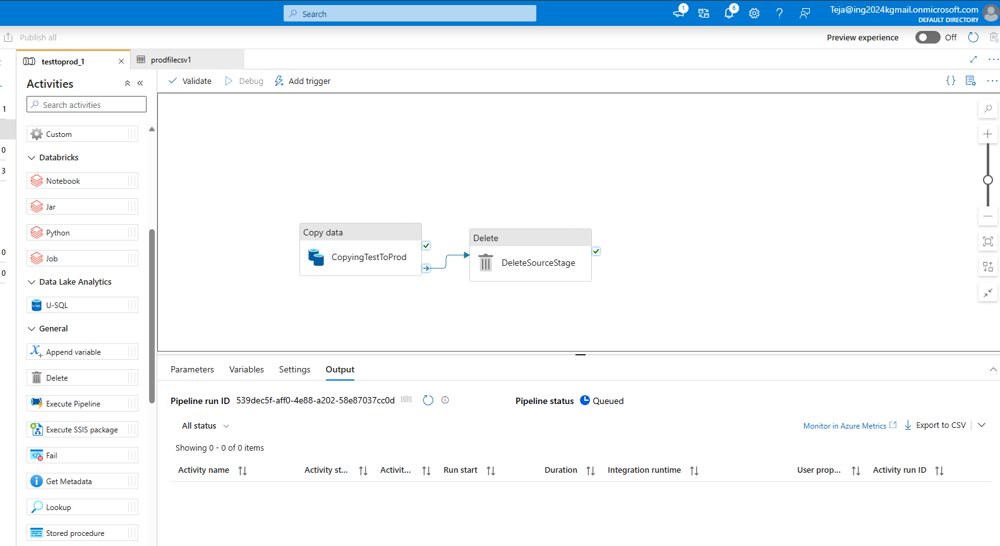 Search
1
6
Teja@ing2024kgmail.onmicrosoft.com
DEFAULT DIRECTORY
Publish all
Preview experience
Off
testtoprod_1
prodfilecsv1
Activities
Validate
Debug
Add trigger
{}
Search activities
1
Custom
0
Databricks
3
Notebook
Jar
Python
0
Job
0
Data Lake Analytics
U-SQL
General
Append variable
Delete
Execute Pipeline
Execute SSIS package
Fail
Get Metadata
Lookup
Stored procedure
Copy data
CopyingTestToProd
Delete
DeleteSourceStage
Parameters
Variables
Settings
Output
Pipeline run ID 539dec5f-aff0-4e88-a202-58e87037cc0d
Pipeline status Queued
All status
Monitor in Azure Metrics
Export to CSV
Showing 0 - 0 of 0 items
Activity name
Activity st...
Activit...
Run start
Duration
Integration runtime
User prop...
Activity run ID